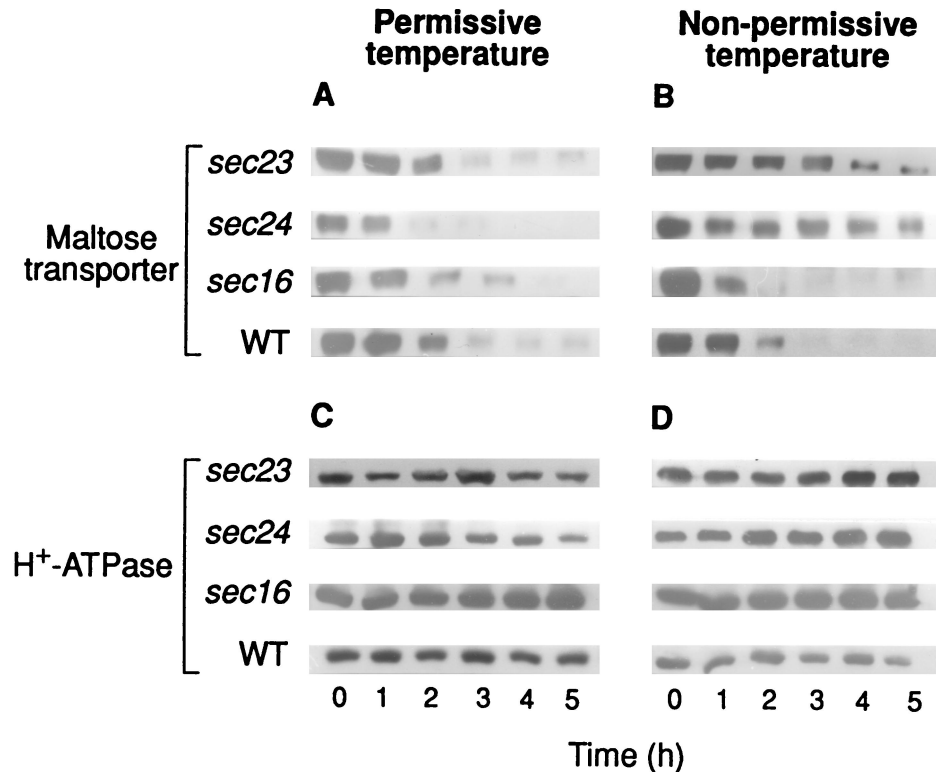 Permissive
temperature
Non-permissive
temperature
A
B
Maltose
transporter
sec23
sec24
sec16
WT
C
D
H⁺-ATPase
sec23
sec24
sec16
WT
0 1 2 3 4 5
0 1 2 3 4 5
Time (h)